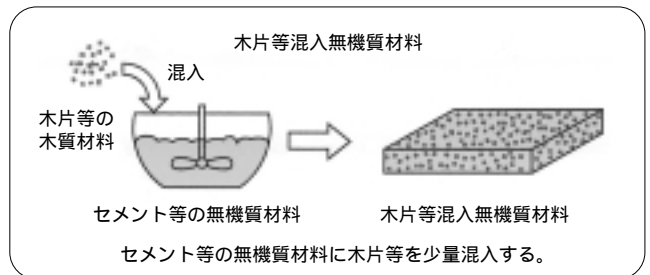 木片等混入無機質材料
混入
木片等の
木質材料
セメント等の無機質材料
木片等混入無機質材料
セメント等の無機質材料に木片等を少量混入する。